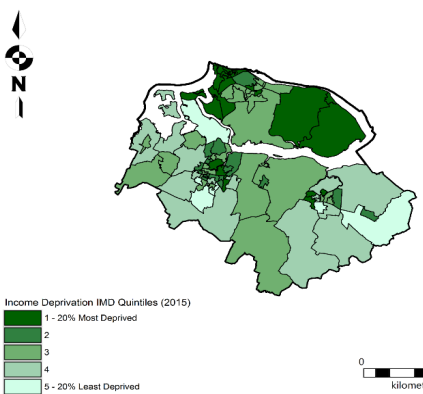 N
Income Deprivation IMD Quintiles (2015)
1 - 20% Most Deprived
2
3
4
5 - 20% Least Deprived
0
kilomet